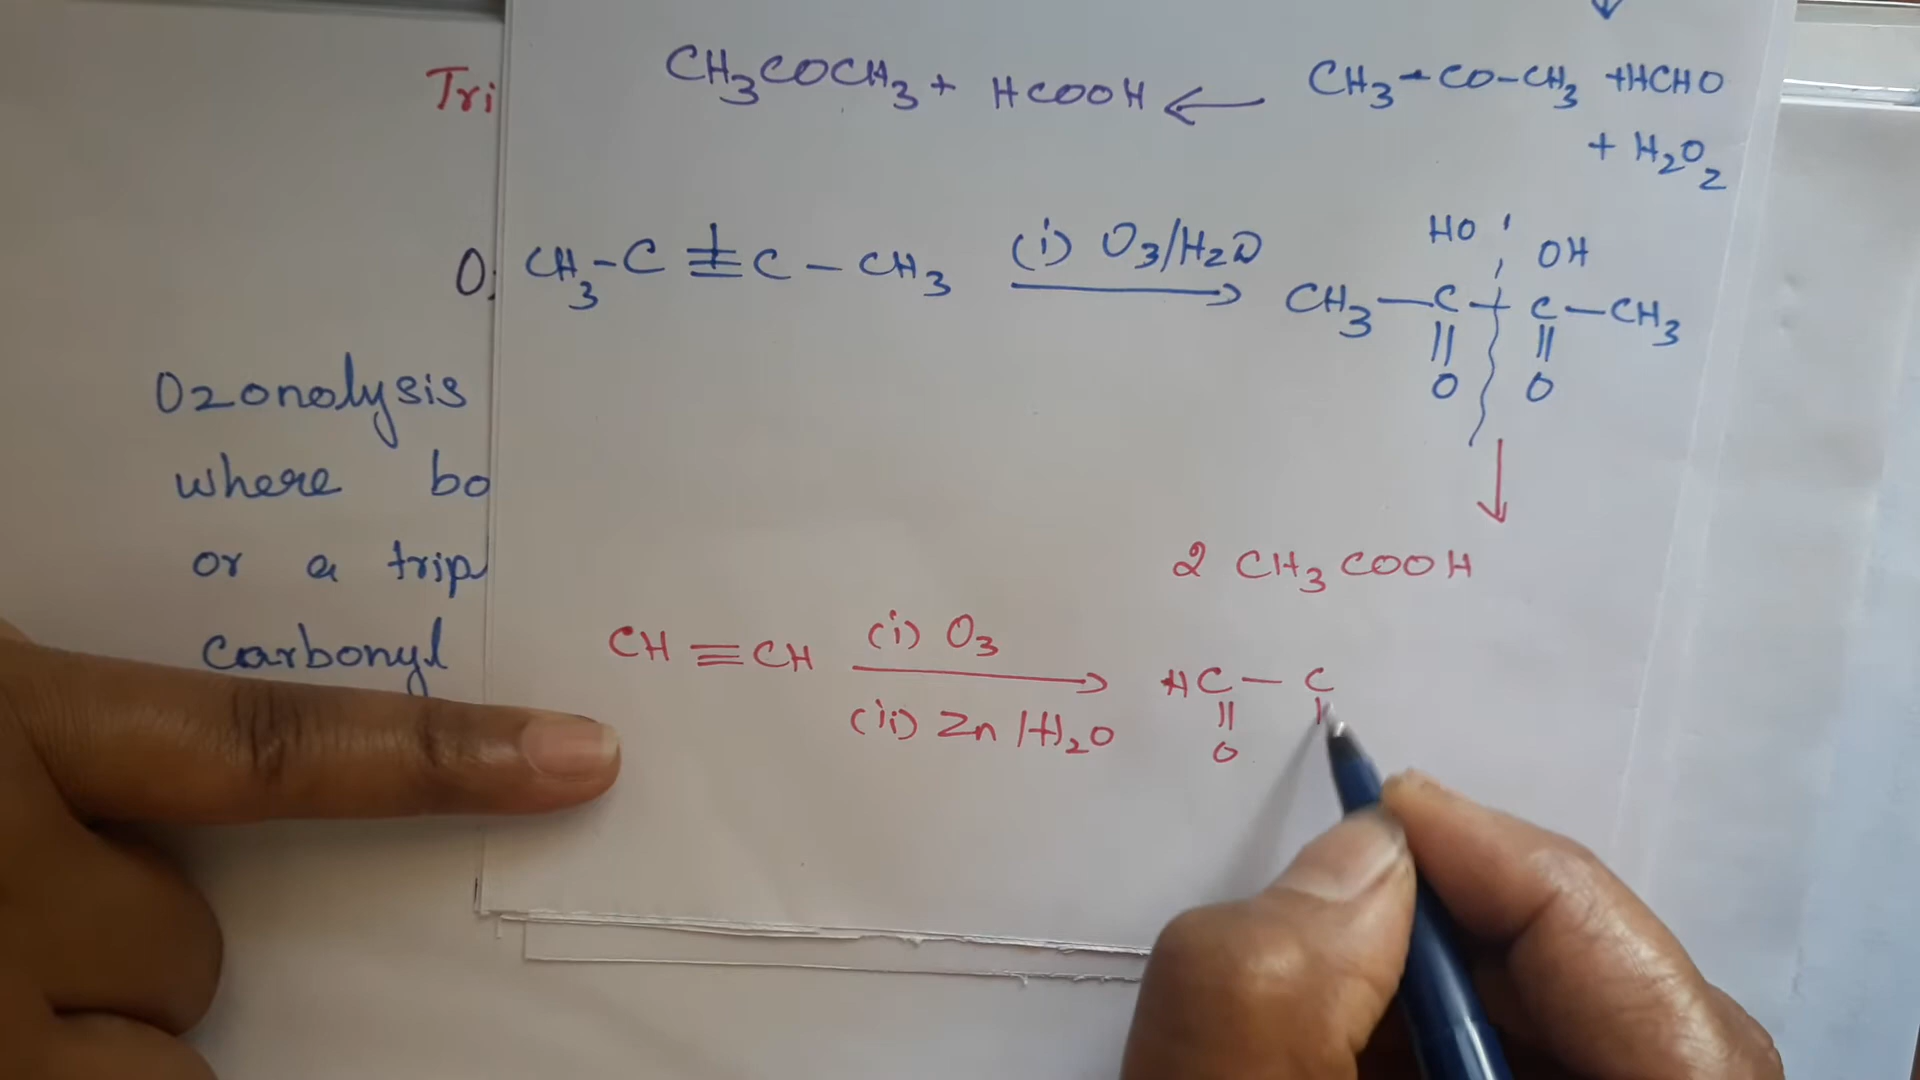 Tri
CH3COCH3 + HCOOH ← CH3-CO-CH3 + HCHO
+ H2O2
CH3-C≡C-CH3 (i) O3/H2O → HO OH
CH3-C-C-CH3
|| ||
O O
↓
Ozonolysis
where bo
or a trip
carbonyl
2 CH3COOH
CH≡CH (i) O3 → HC-C
(ii) Zn/H2O ||
O